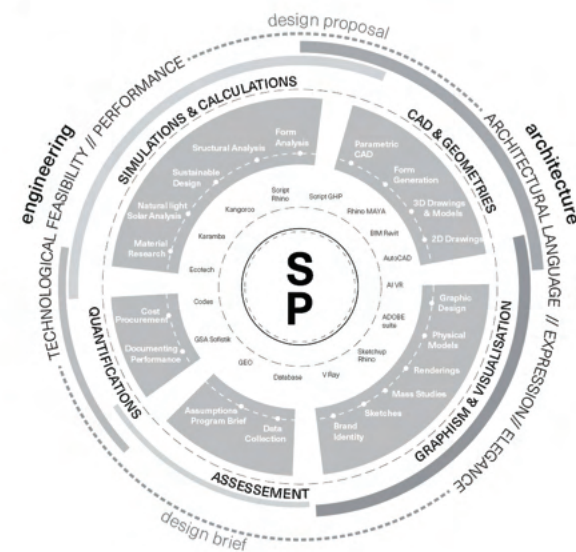 design proposal
engineering
TECHNOLOGICAL FEASIBILITY // PERFORMANCE
architecture
ARCHITECTURAL LANGUAGE // EXPRESSION// ELEGANCE
SIMULATIONS & CALCULATIONS
CAD & GEOMETRIES
Form
Analysis
Sructural Analysis
Sustainable
Design
Natural light
Solar Analysis
Material
Research
Parametric
CAD
Form
Generation
3D Drawings
& Models
2D Drawings
Script
Rhino
Script GHP
Kangoroo
Rhino MAYA
Karamba
BIM Ravit
Ecotech
AutoCAD
S
P
AI VR
Codes
ADOBE
suite
GSA Sofistik
Sketchup
Rhino
GEO
Database
V Ray
QUANTIFICATIONS
Cost
Procurement
Documenting
Performance
Graphic
Design
Physical
Models
Renderings
Mass Studies
Sketches
Brand
Identity
GRAPHISM & VISUALISATION
Assumptions
Program Brief
Data
Collection
ASSESSEMENT
design brief